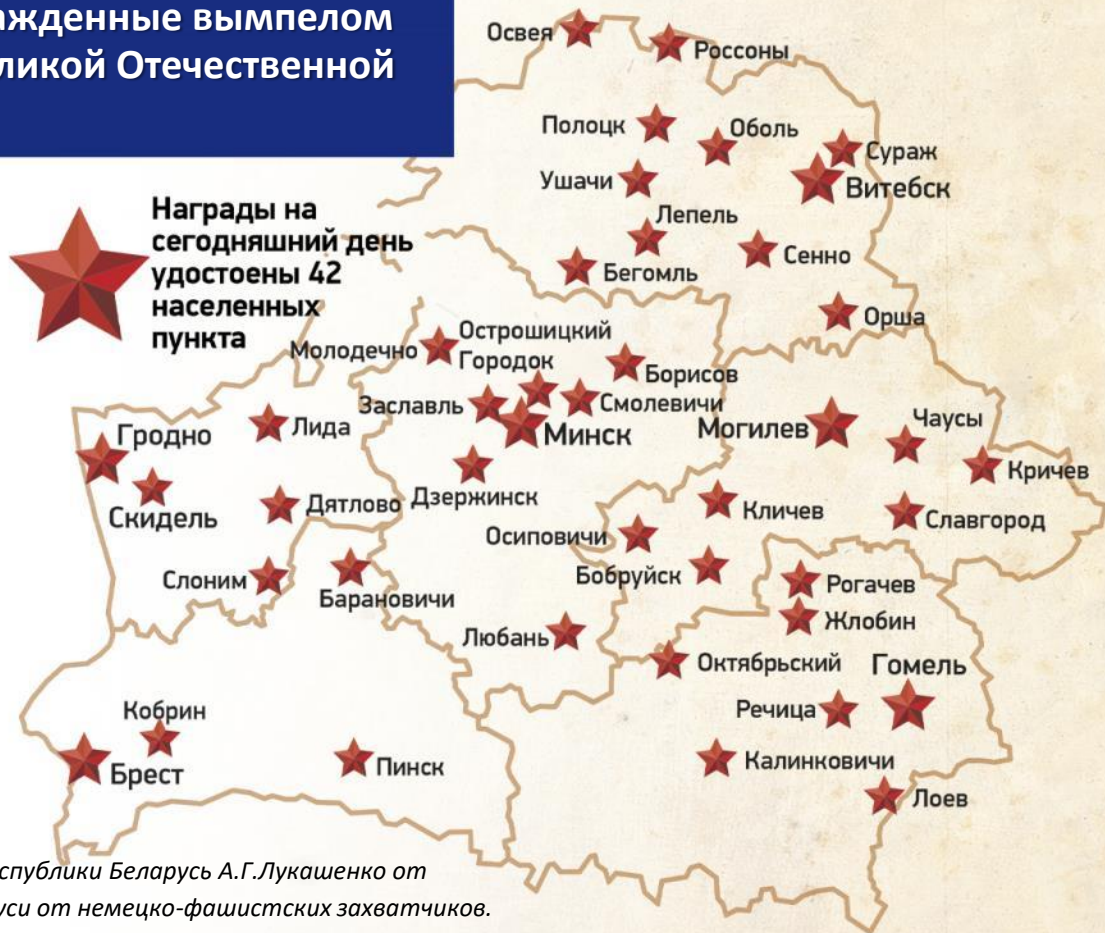 ажденные вымпелом
еликой Отечественной
Награды на
сегодняшний день
удостоены 42
населенных
пункта
Освея
Россоны
Полоцк
Оболь
Сураж
Ушачи
Витебск
Лепель
Сенно
Бегомль
Орша
Острошицкий
Городок
Молодечно
Борисов
Заславль
Смолевичи
Минск
Могилев
Чаусы
Гродно
Лида
Кричев
Скидель
Дятлово
Дзержинск
Кличев
Славгород
Осиповичи
Слоним
Барановичи
Бобруйск
Рогачев
Жлобин
Любань
Октябрьский
Гомель
Кобрин
Речица
Брест
Пинск
Калинковичи
Лоев
спублики Беларусь А.Г.Лукашенко от
уси от немецко-фашистских захватчиков.